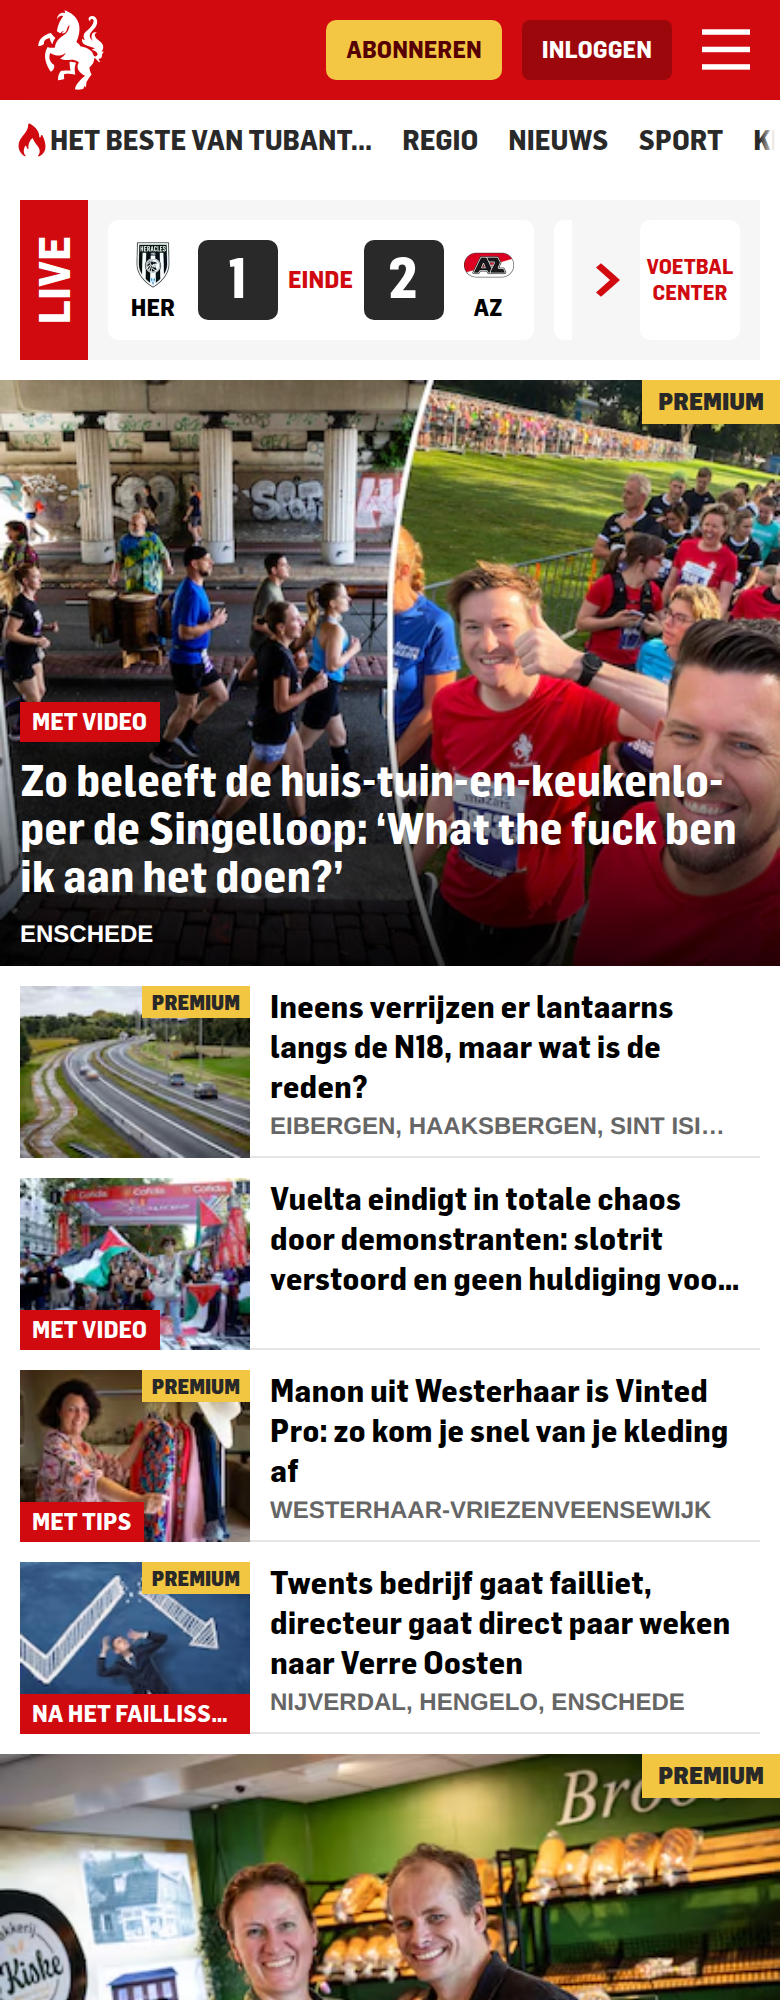 ABONNEREN
INLOGGEN
HET BESTE VAN TUBANT...
REGIO
NIEUWS
SPORT
LIVE
HERACLES
HER
1
EINDE
2
AZ
AZ
VOETBAL
CENTER
PREMIUM
MET VIDEO
Zo beleeft de huis-tuin-en-keukenlo-
per de Singelloop: ‘What the fuck ben
ik aan het doen?’
ENSCHEDE
PREMIUM
Ineens verrijzen er lantaarns
langs de N18, maar wat is de
reden?
EIBERGEN, HAAKSBERGEN, SINT ISI...
Cofidis
Cofidis
Cofidis
MET VIDEO
Vuelta eindigt in totale chaos
door demonstranten: slotrit
verstoord en geen huldiging voo...
PREMIUM
MET TIPS
Manon uit Westerhaar is Vinted
Pro: zo kom je snel van je kleding
af
WESTERHAAR-VRIEZENVEENSEWIJK
PREMIUM
NA HET FAILLISS...
Twents bedrijf gaat failliet,
directeur gaat direct paar weken
naar Verre Oosten
NIJVERDAL, HENGELO, ENSCHEDE
PREMIUM
Kiske